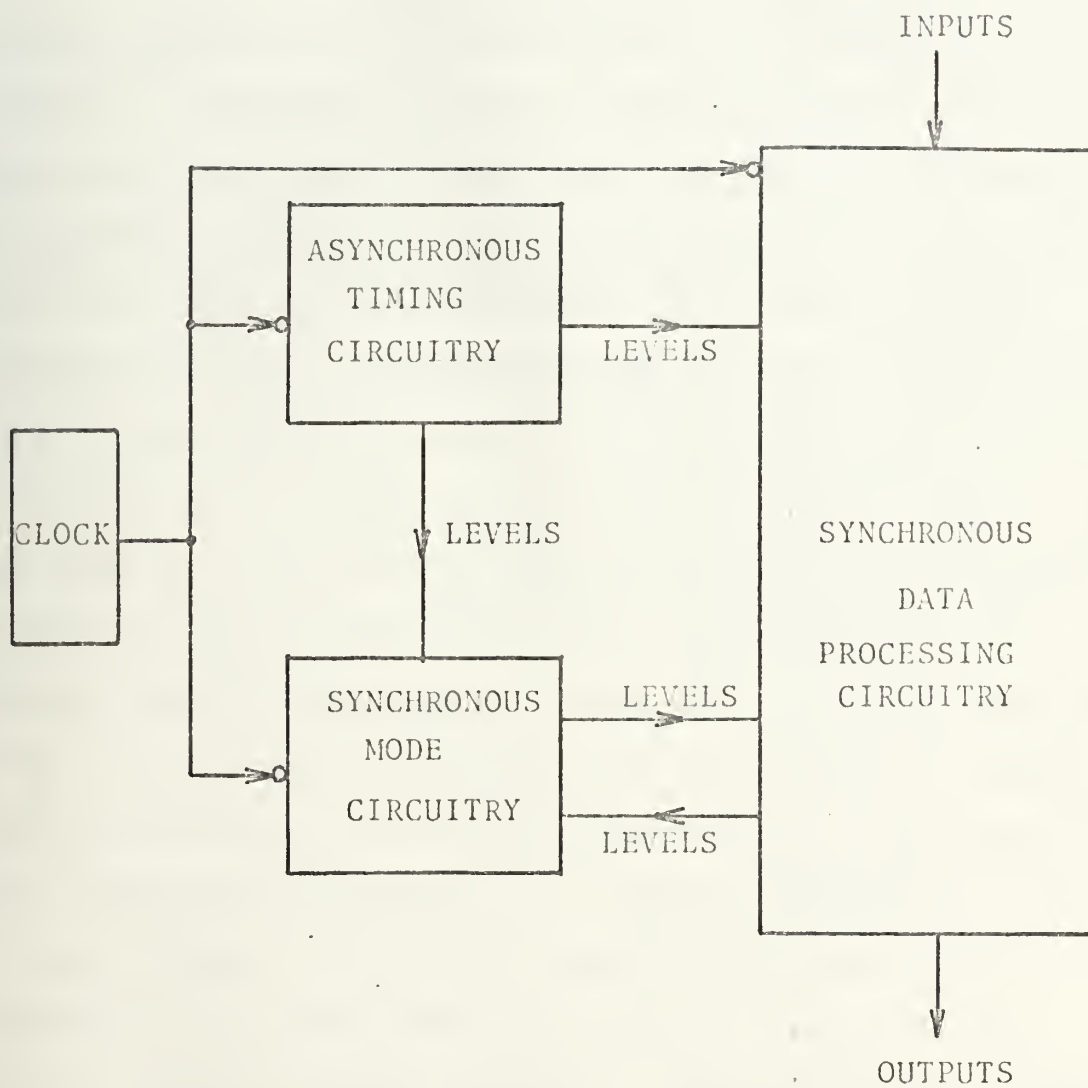 INPUTS
ASYNCHRONOUS
TIMING
CIRCUITRY
LEVELS
CLOCK
LEVELS
SYNCHRONOUS
DATA
PROCESSING
CIRCUITRY
SYNCHRONOUS
MODE
CIRCUITRY
LEVELS
LEVELS
OUTPUTS